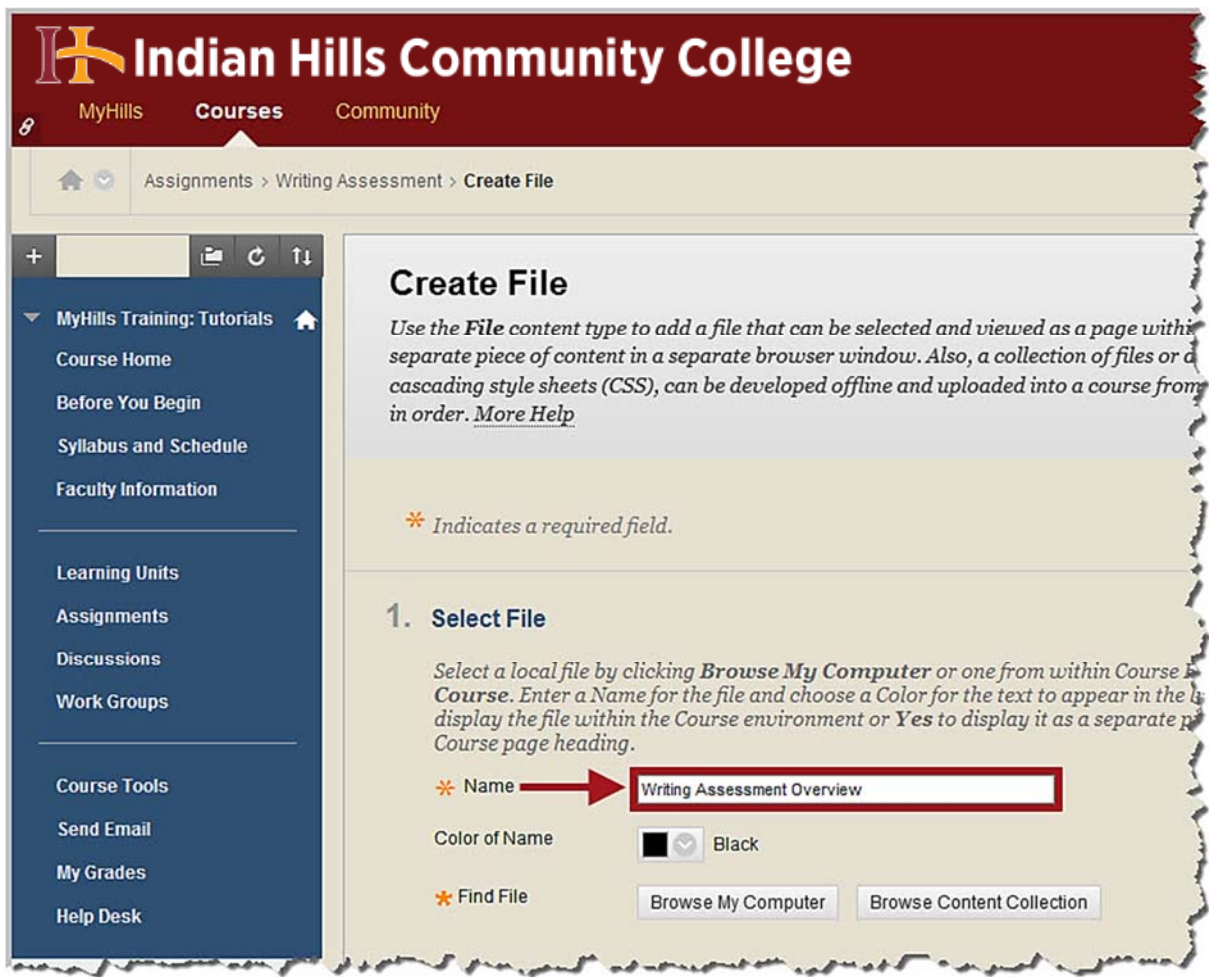 Indian Hills Community College
MyHills Courses Community
Assignments > Writing Assessment > Create File
MyHills Training: Tutorials
Course Home
Before You Begin
Syllabus and Schedule
Faculty Information
Learning Units
Assignments
Discussions
Work Groups
Course Tools
Send Email
My Grades
Help Desk
Create File
Use the File content type to add a file that can be selected and viewed as a page within
separate piece of content in a separate browser window. Also, a collection of files or
cascading style sheets (CSS), can be developed offline and uploaded into a course from
in order. More Help
* Indicates a required field.
1. Select File
Select a local file by clicking Browse My Computer or one from within Course
Course. Enter a Name for the file and choose a Color for the text to appear in the
display the file within the Course environment or Yes to display it as a separate
Course page heading.
* Name Writing Assessment Overview
Color of Name Black
* Find File Browse My Computer Browse Content Collection